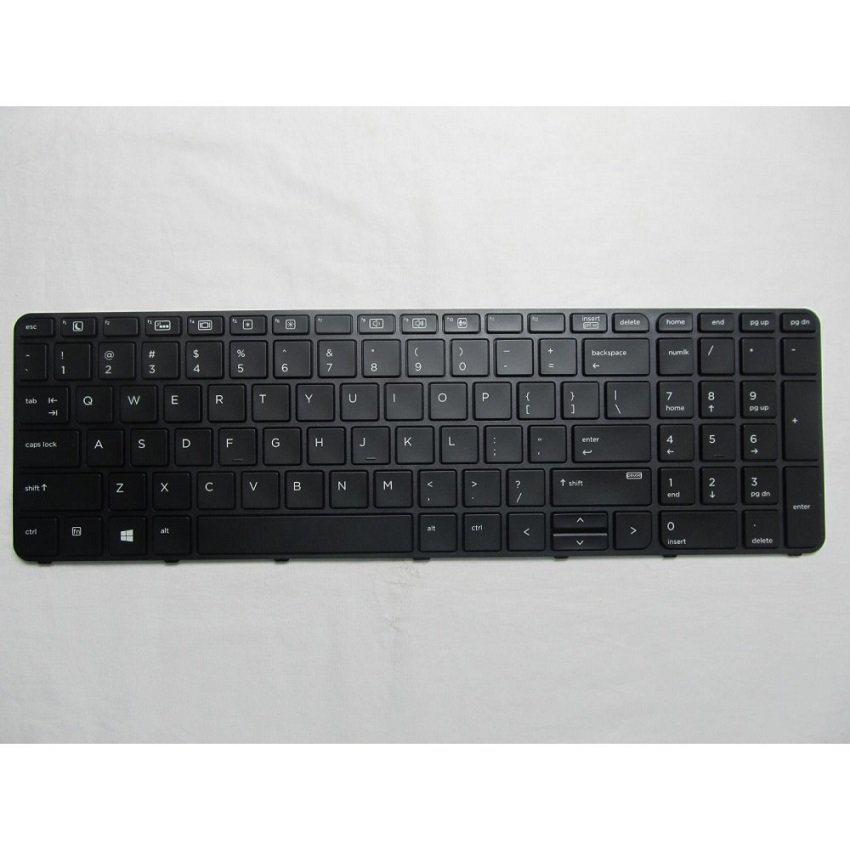 esc f1 f2 f3 f4 f5 f6 f7 f8 f9 f10 f11 f12 insert prt sc delete home end pg up pg dn
~ ! @ # $ % ^ & * ( ) _ + backspace numlk / * -
` 1 2 3 4 5 6 7 8 9 0 - = ←
tab Q W E R T Y U I O P { } | 7 8 9 +
[ ] \ home ↑ pg up
caps lock A S D F G H J K L : " enter 4 5 6
; ' ← →
shift ↑ Z X C V B N M < > ? ↑ shift pause 1 2 3 enter
, . / end ↓ pg dn
ctrl fn alt alt ctrl < ^ > 0 .
insert delete